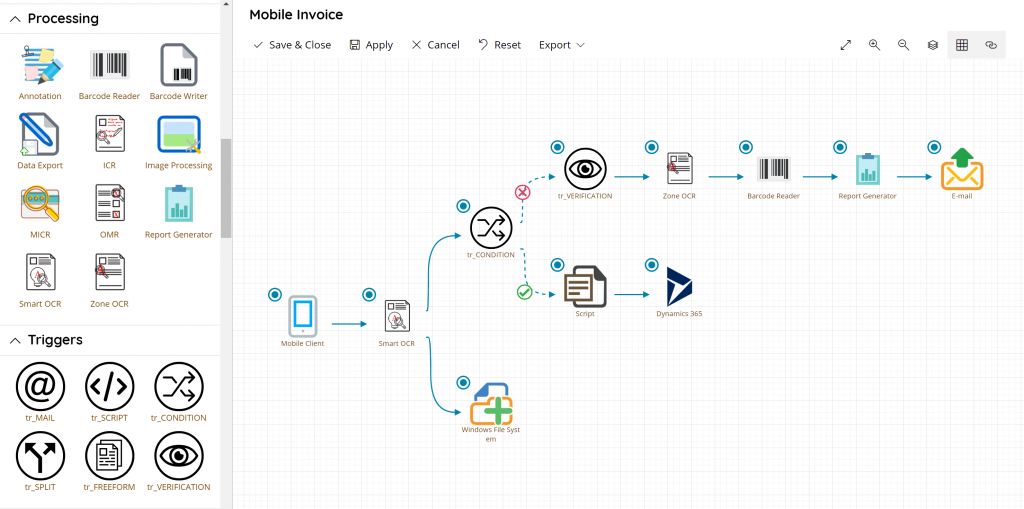 Processing
Annotation
Barcode Reader
Barcode Writer
Data Export
ICR
Image Processing
MICR
OMR
Report Generator
Smart OCR
Zone OCR
Triggers
@
tr_MAIL
</>
tr_SCRIPT
tr_CONDITION
tr_SPLIT
tr_FREEFORM
tr_VERIFICATION
Mobile Invoice
Save & Close
Apply
Cancel
Reset
Export
tr_VERIFICATION
Zone OCR
Barcode Reader
Report Generator
E-mail
tr_CONDITION
Script
Dynamics 365
Mobile Client
Smart OCR
Windows File Syst
em